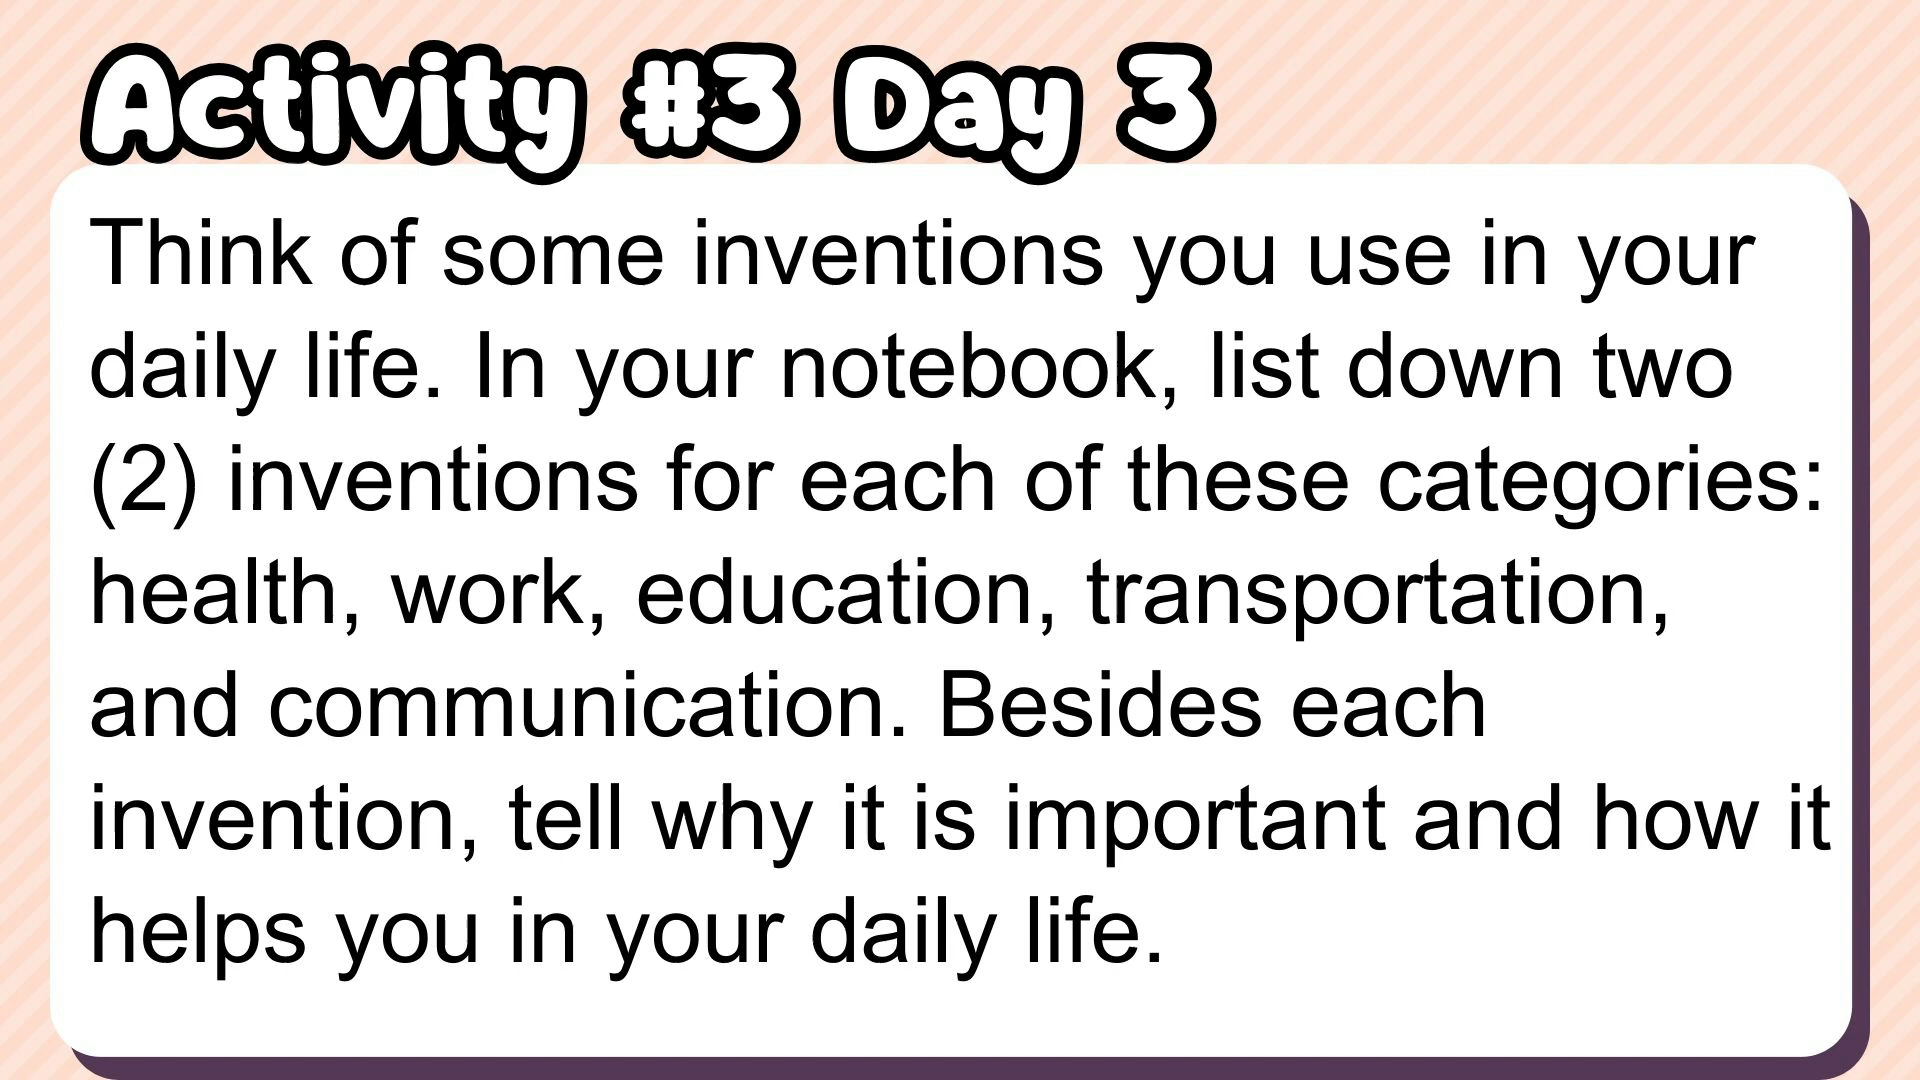 Activity #3 Day 3
Think of some inventions you use in your
daily life. In your notebook, list down two
(2) inventions for each of these categories:
health, work, education, transportation,
and communication. Besides each
invention, tell why it is important and how it
helps you in your daily life.